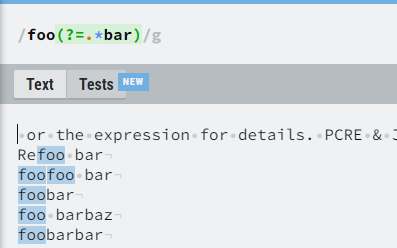 /foo(?=.*bar)/g
Text Tests NEW
or the expression for details. PCRE &
Refoo bar
foofoo bar
foobar
foo barbaz
foobarbar